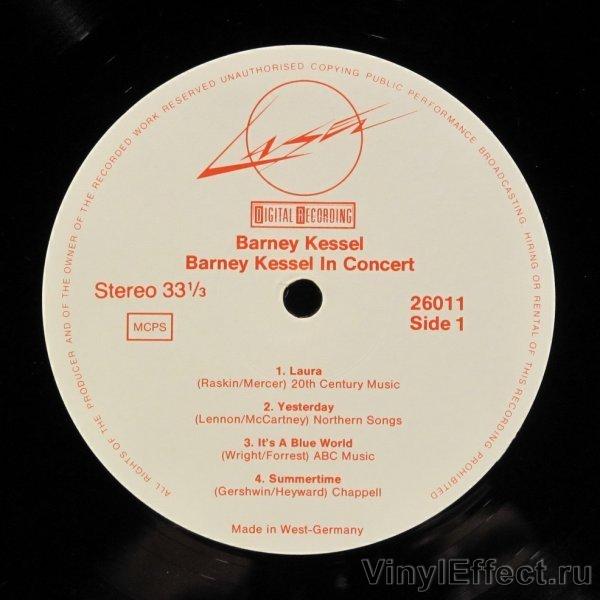 ALL RIGHTS OF THE PRODUCER AND OF THE OWNER OF THE RECORDED WORK RESERVED UNAUTHORISED COPYING PUBLIC PERFORMANCE BROADCASTING, HIRING OR RENTAL OF THIS RECORDING PROHIBITED
Laser
DIGITAL RECORDING
Barney Kessel
Barney Kessel In Concert
Stereo 33 1/3
26011
MCPS
Side 1
1. Laura
(Raskin/Mercer) 20th Century Music
2. Yesterday
(Lennon/McCartney) Northern Songs
3. It's A Blue World
(Wright/Forrest) ABC Music
4. Summertime
(Gershwin/Heyward) Chappell
Made in West-Germany
VinylEffect.ru